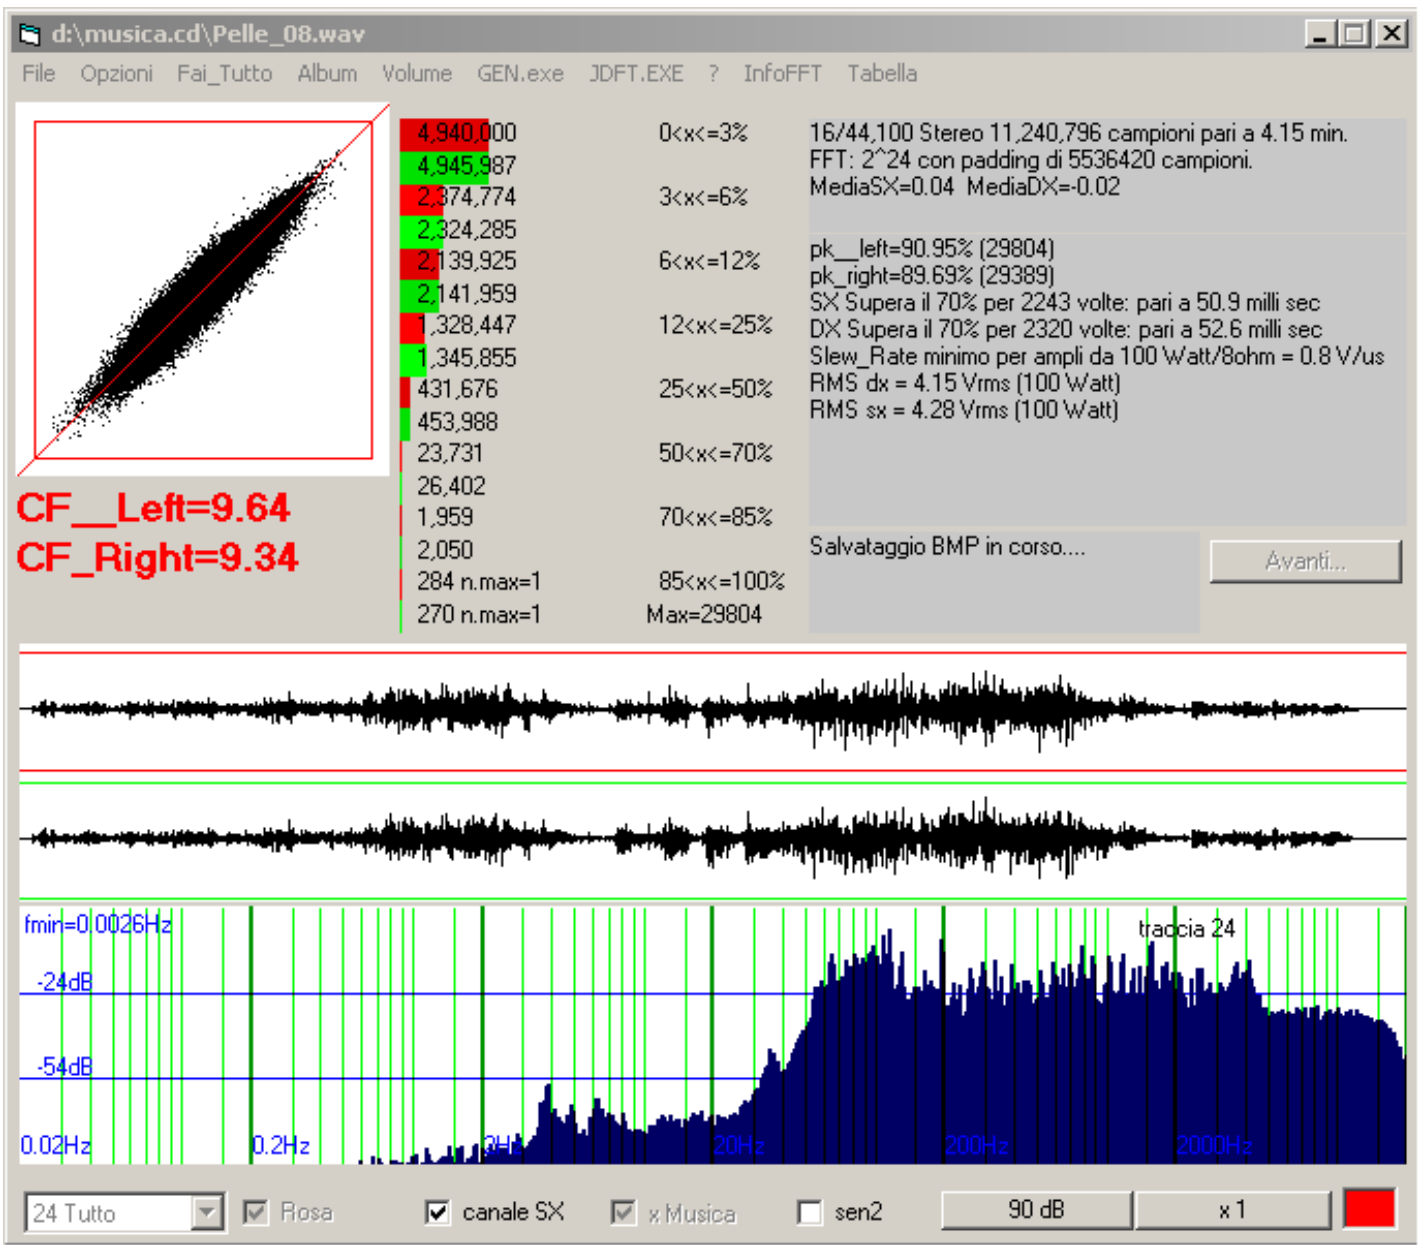 d:\musica.cd\Pelle_08.wav
File Opzioni Fai_Tutto Album Volume GEN.exe JDFT.EXE ? InfoFFT Tabella
4,940,000 0<x<=3%
4,945,987
2,374,774 3<x<=6%
2,324,285
2,139,925 6<x<=12%
2,141,959
1,328,447 12<x<=25%
1,345,855
431,676 25<x<=50%
453,988
23,731 50<x<=70%
26,402
1,959 70<x<=85%
2,050
284 n.max=1 85<x<=100%
270 n.max=1 Max=29804
16/44,100 Stereo 11,240,796 campioni pari a 4.15 min.
FFT: 2^24 con padding di 5536420 campioni.
MediaSX=0.04 MediaDX=-0.02
pk__left=90.95% (29804)
pk_right=89.69% (29389)
SX Supera il 70% per 2243 volte: pari a 50.9 milli sec
DX Supera il 70% per 2320 volte: pari a 52.6 milli sec
Slew_Rate minimo per ampli da 100 Watt/8ohm = 0.8 V/us
RMS dx = 4.15 Vrms (100 Watt)
RMS sx = 4.28 Vrms (100 Watt)
CF__Left=9.64
CF_Right=9.34
Salvataggio BMP in corso....
Avanti...
fmin=0.0026Hz
traccia 24
-24dB
-54dB
0.02Hz 0.2Hz 2Hz 20Hz 200Hz 2000Hz
24 Tutto Rosa canale SX x Musica sen2 90 dB x 1